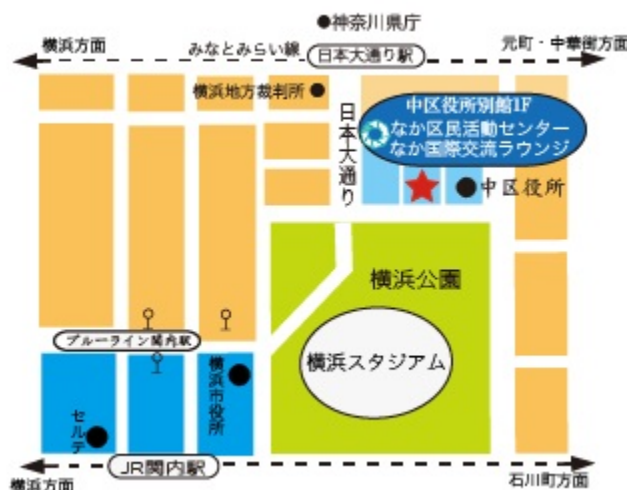 ●神奈川県庁
横浜方面
みなとみらい線
日本大通り駅
元町・中華街方面
横浜地方裁判所
日本大通り
中区役所別館1F
なか区民活動センター
なか国際交流ラウンジ
中区役所
横浜公園
横浜スタジアム
ブルーライン関内駅
横浜市役所
セルテ
横浜方面
JR関内駅
石川町方面